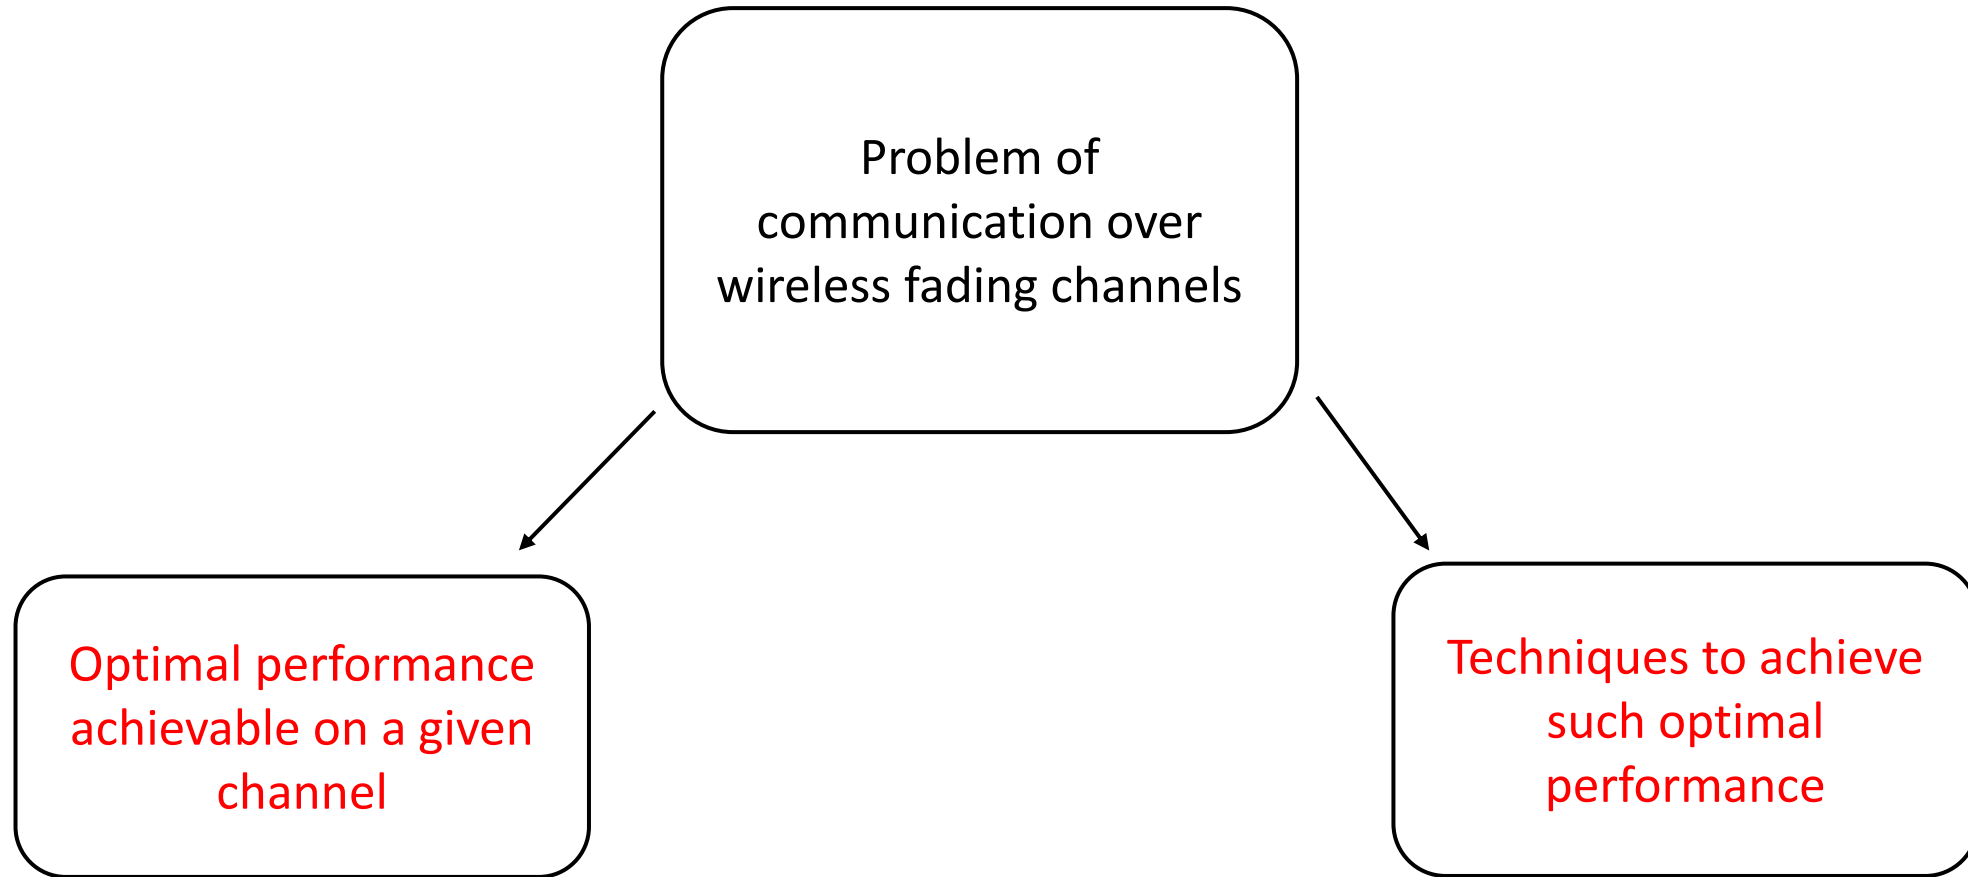 Problem of
communication over
wireless fading channels
Optimal performance
achievable on a given
channel
Techniques to achieve
such optimal
performance